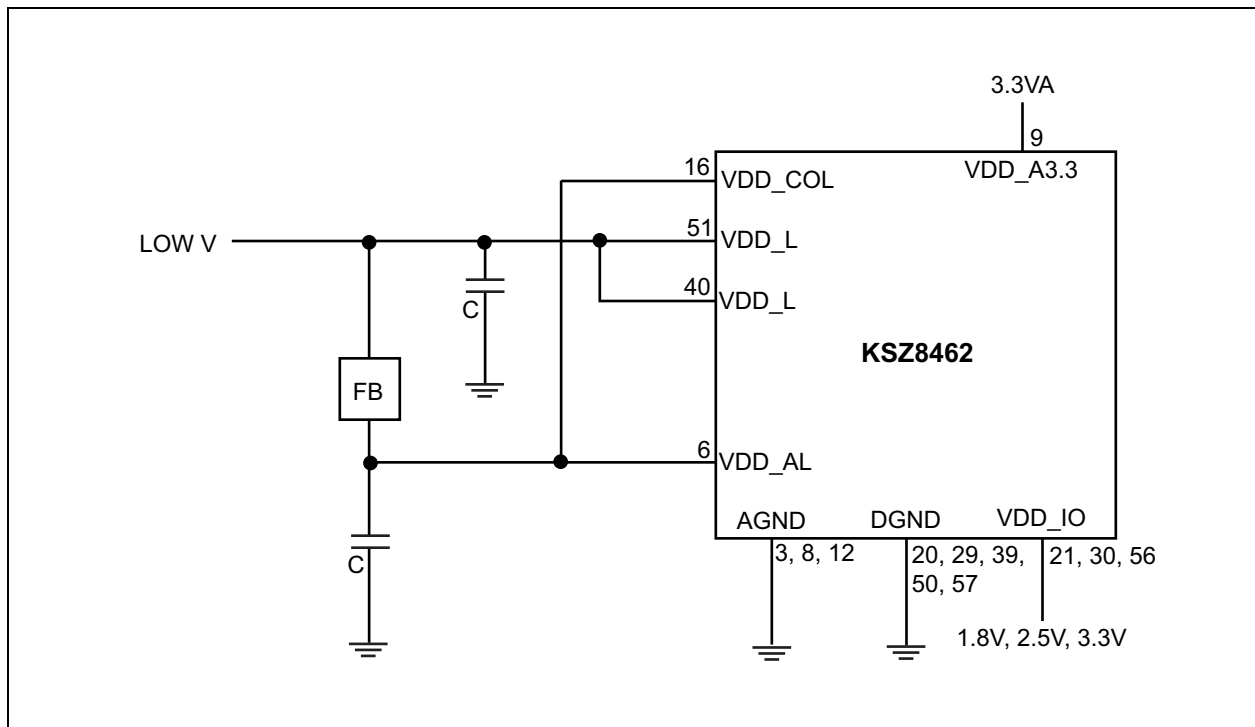 3.3VA
9
VDD_A3.3
16
VDD_COL
LOW V
51
VDD_L
C
40
VDD_L
KSZ8462
FB
6
VDD_AL
C
AGND
DGND
VDD_IO
3, 8, 12
20, 29, 39,
50, 57
21, 30, 56
1.8V, 2.5V, 3.3V